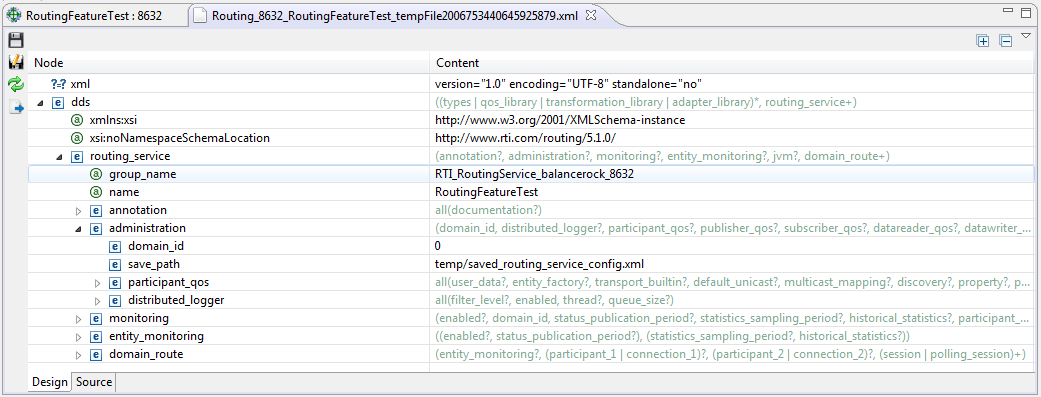 RoutingFeatureTest : 8632 Routing_8632_RoutingFeatureTest_tempFile2006753440645925879.xml
Node Content
?=? xml version="1.0" encoding="UTF-8" standalone="no"
e dds ((types | qos_library | transformation_library | adapter_library)*, routing_service+)
a xmlns:xsi http://www.w3.org/2001/XMLSchema-instance
a xsi:noNamespaceSchemaLocation http://www.rti.com/routing/5.1.0/
e routing_service (annotation?, administration?, monitoring?, entity_monitoring?, jvm?, domain_route+)
a group_name RTI_RoutingService_balancerock_8632
a name RoutingFeatureTest
e annotation all(documentation?)
e administration (domain_id, distributed_logger?, participant_qos?, publisher_qos?, subscriber_qos?, datareader_qos?, datawriter_...
e domain_id 0
e save_path temp/saved_routing_service_config.xml
e participant_qos all(user_data?, entity_factory?, transport_builtin?, default_unicast?, multicast_mapping?, discovery?, property?, p...
e distributed_logger all(filter_level?, enabled, thread?, queue_size?)
e monitoring (enabled?, domain_id, status_publication_period?, statistics_sampling_period?, historical_statistics?, participant_...
e entity_monitoring ((enabled?, status_publication_period?), (statistics_sampling_period?, historical_statistics?))
e domain_route (entity_monitoring?, (participant_1 | connection_1)?, (participant_2 | connection_2)?, (session | polling_session)+)
Design Source